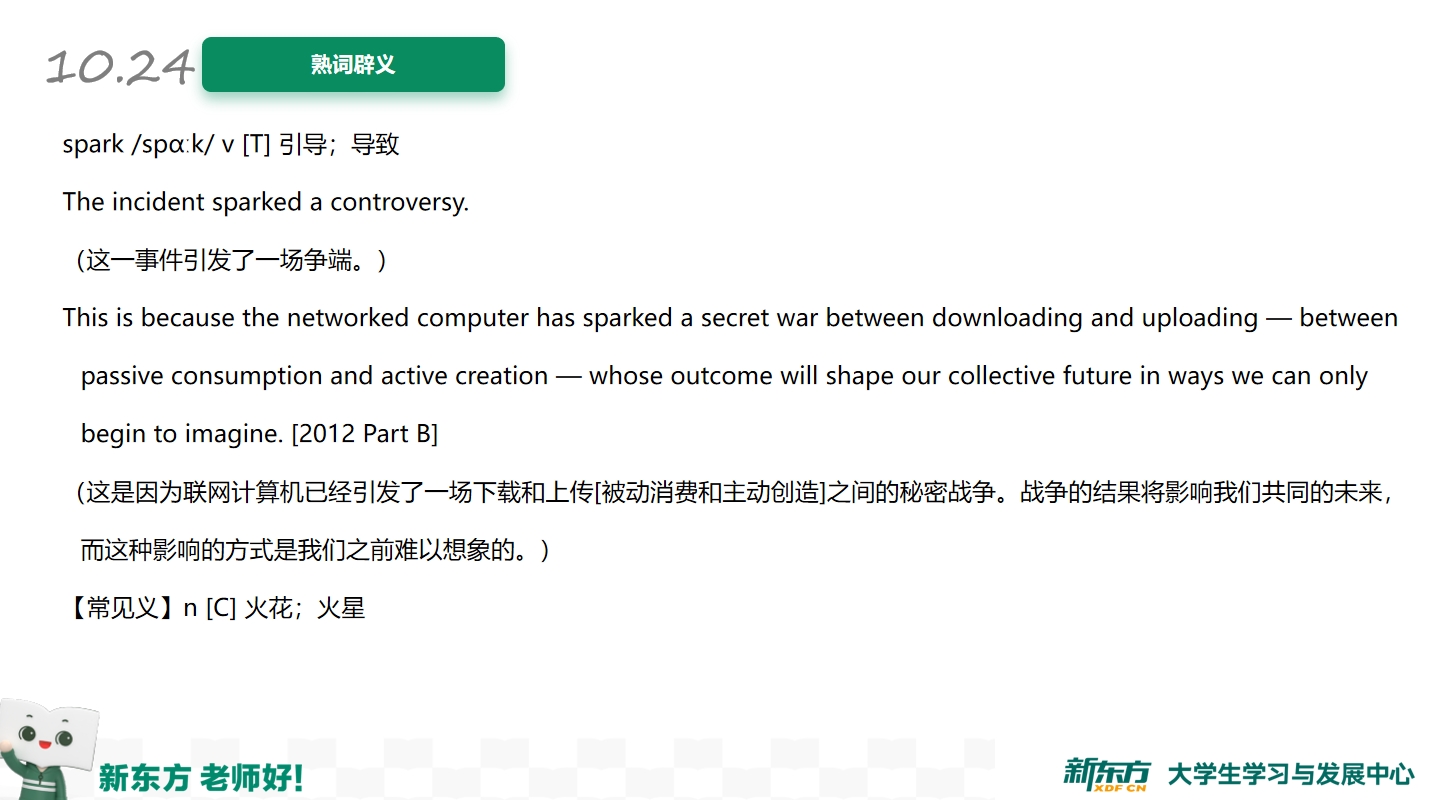 10.24
熟词辟义
spark /spɑːk/ v [T] 引导；导致
The incident sparked a controversy.
（这一事件引发了一场争端。）
This is because the networked computer has sparked a secret war between downloading and uploading — between
passive consumption and active creation — whose outcome will shape our collective future in ways we can only
begin to imagine. [2012 Part B]
（这是因为联网计算机已经引发了一场下载和上传[被动消费和主动创造]之间的秘密战争。战争的结果将影响我们共同的未来，
而这种影响的方式是我们之前难以想象的。）
【常见义】n [C] 火花；火星
新东方 老师好!
新东方 XDF.CN 大学生学习与发展中心